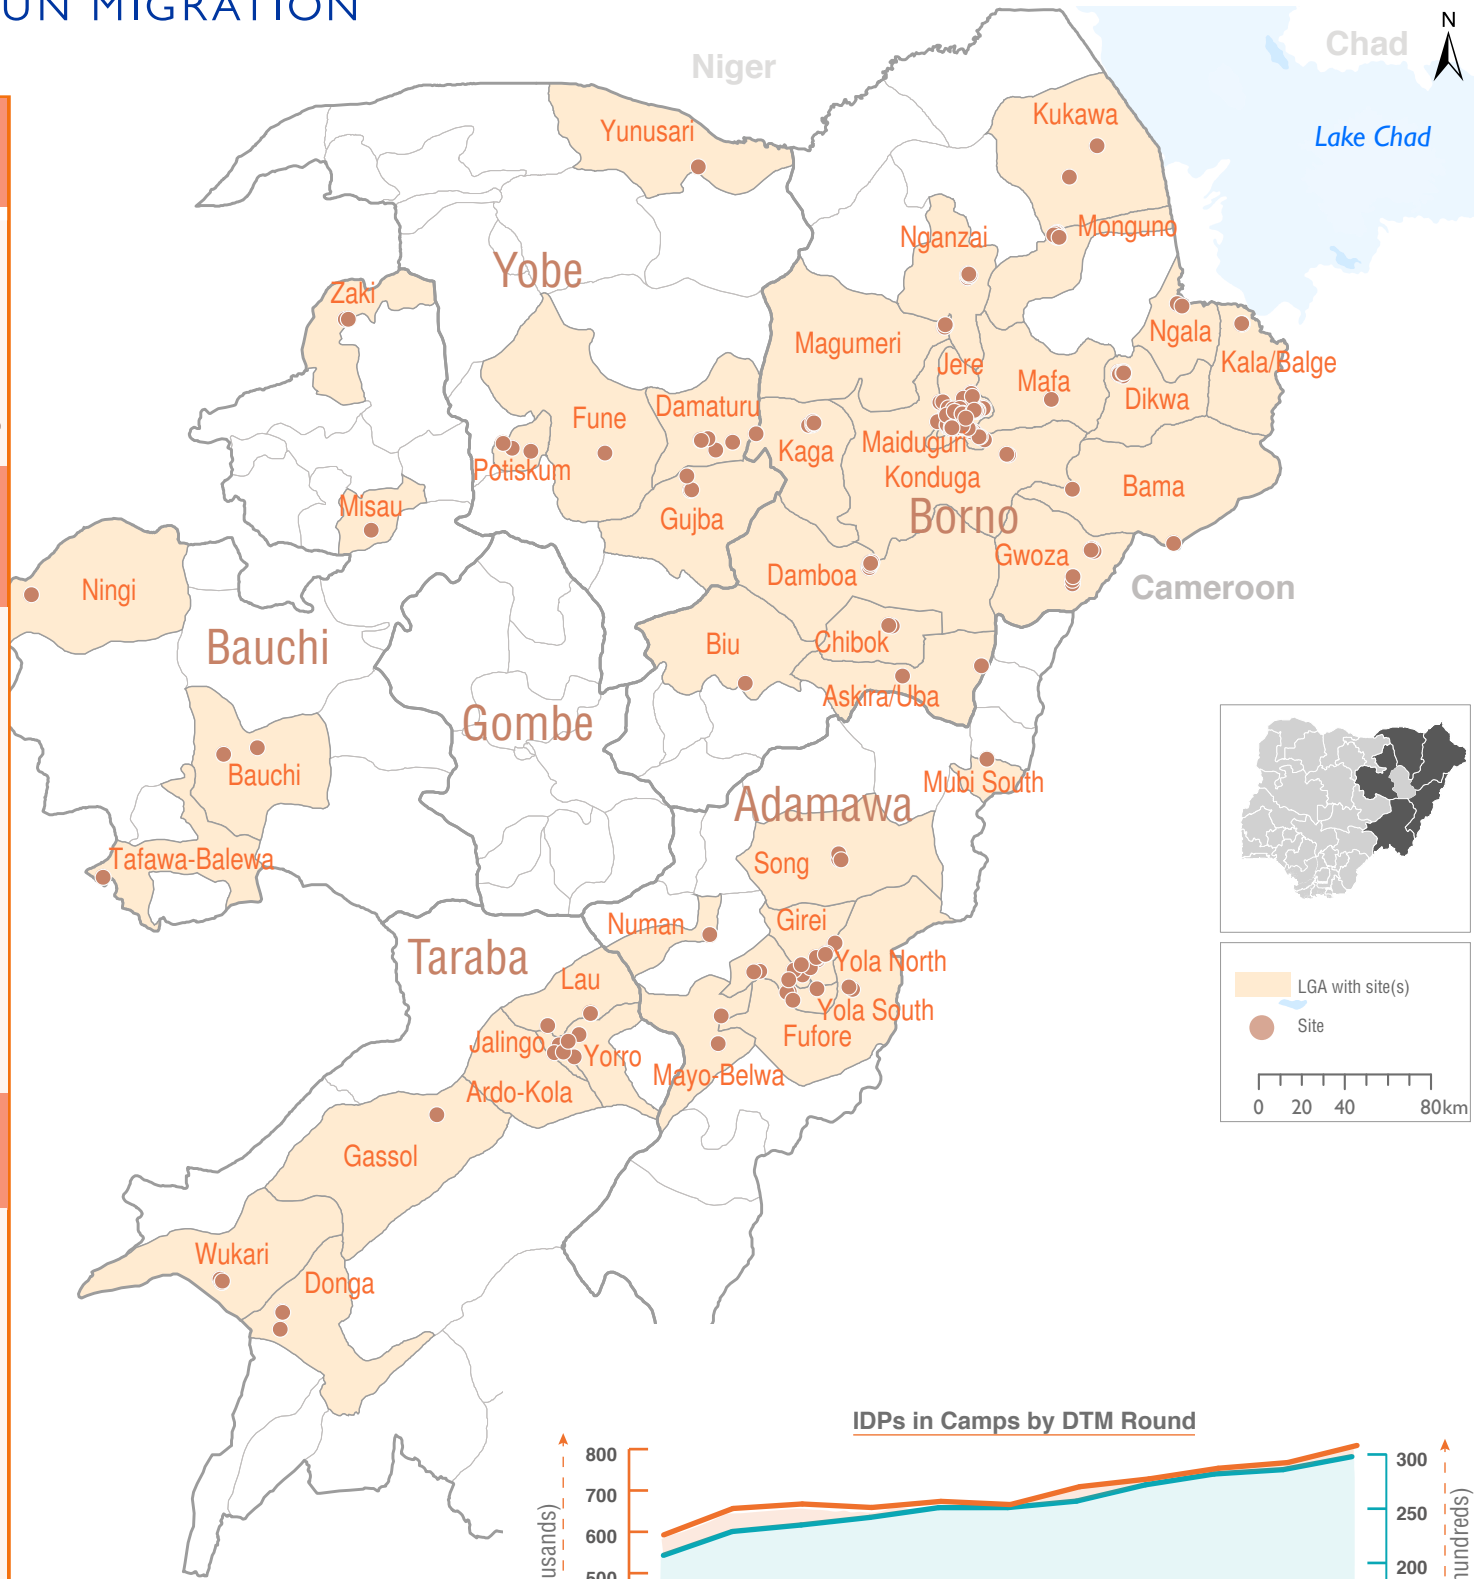 UN MIGRATION
N
Niger
Chad
Lake Chad
Kukawa
Yunusari
Monguno
Nganzai
Yobe
Zaki
Ngala
Magumeri
Jere
Kala/Balge
Mafa
Dikwa
Damaturu
Fune
Kaga
Maiduguri
Potiskum
Konduga
Bama
Misau
Gujba
Borno
Gwoza
Damboa
Cameroon
Ningi
Bauchi
Biu
Chibok
Askira/Uba
Gombe
Bauchi
Mubi South
Adamawa
Tafawa-Balewa
Song
Numan
Girei
Taraba
Yola North
Lau
Yola South
Fufore
Jalingo
Yorro
Mayo-Belwa
Ardo-Kola
Gassol
Wukari
Donga
LGA with site(s)
Site
0 20 40 80km
IDPs in Camps by DTM Round
800
700
600
500
300
250
200